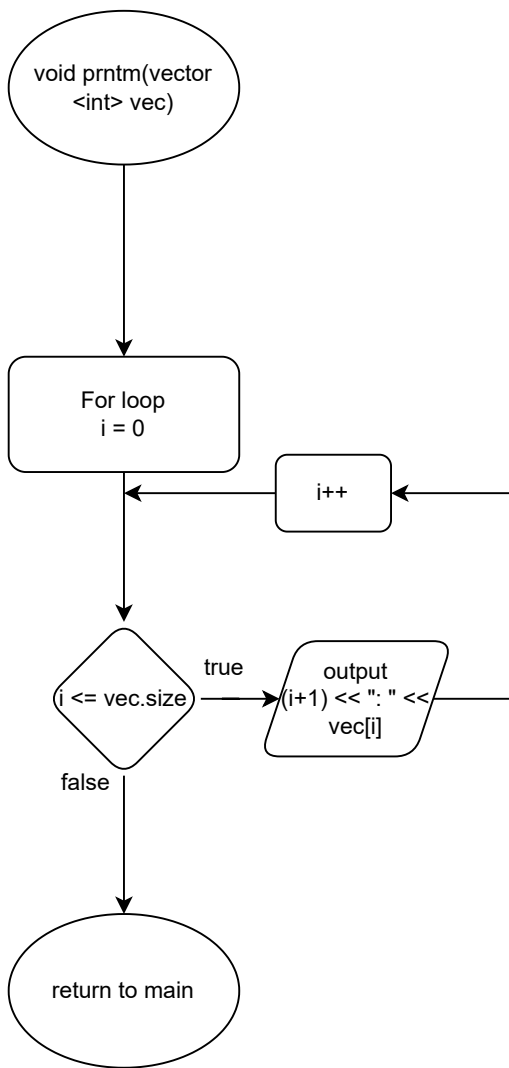 void prntm(vector
<int> vec)
For loop
i = 0
i++
i <= vec.size
true
output
(i+1) << ": " <<
vec[i]
false
return to main